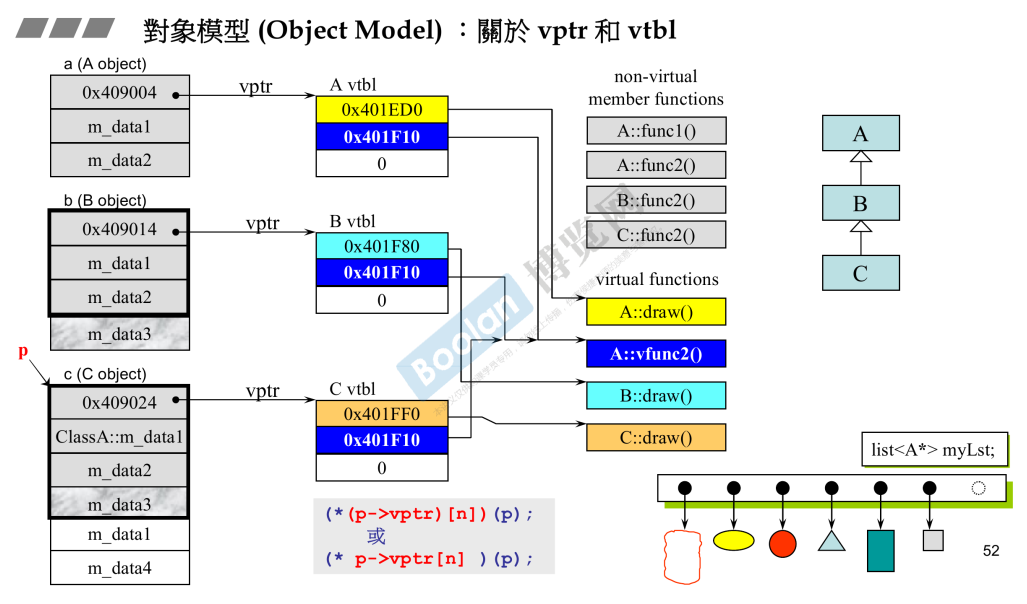 對象模型 (Object Model) ：關於 vptr 和 vtbl
a (A object)
0x409004
m_data1
m_data2
vptr
A vtbl
0x401ED0
0x401F10
0
b (B object)
0x409014
m_data1
m_data2
m_data3
vptr
B vtbl
0x401F80
0x401F10
0
p
c (C object)
0x409024
ClassA::m_data1
m_data2
m_data3
m_data1
m_data4
vptr
C vtbl
0x401FF0
0x401F10
0
(*(p->vptr)[n])(p);
或
(* p->vptr[n] )(p);
non-virtual
member functions
A::func1()
A::func2()
B::func2()
C::func2()
virtual functions
A::draw()
A::vfunc2()
B::draw()
C::draw()
A
B
C
list<A*> myLst;
Boolan
博览网
52